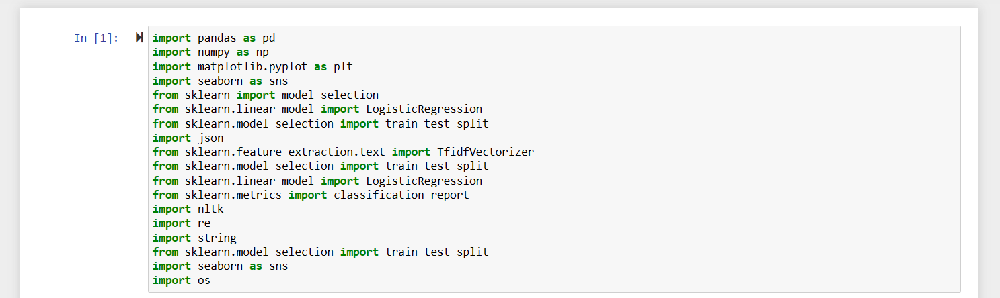 In [1]:
import pandas as pd
import numpy as np
import matplotlib.pyplot as plt
import seaborn as sns
from sklearn import model_selection
from sklearn.linear_model import LogisticRegression
from sklearn.model_selection import train_test_split
import json
from sklearn.feature_extraction.text import TfidfVectorizer
from sklearn.model_selection import train_test_split
from sklearn.linear_model import LogisticRegression
from sklearn.metrics import classification_report
import nltk
import re
import string
from sklearn.model_selection import train_test_split
import seaborn as sns
import os